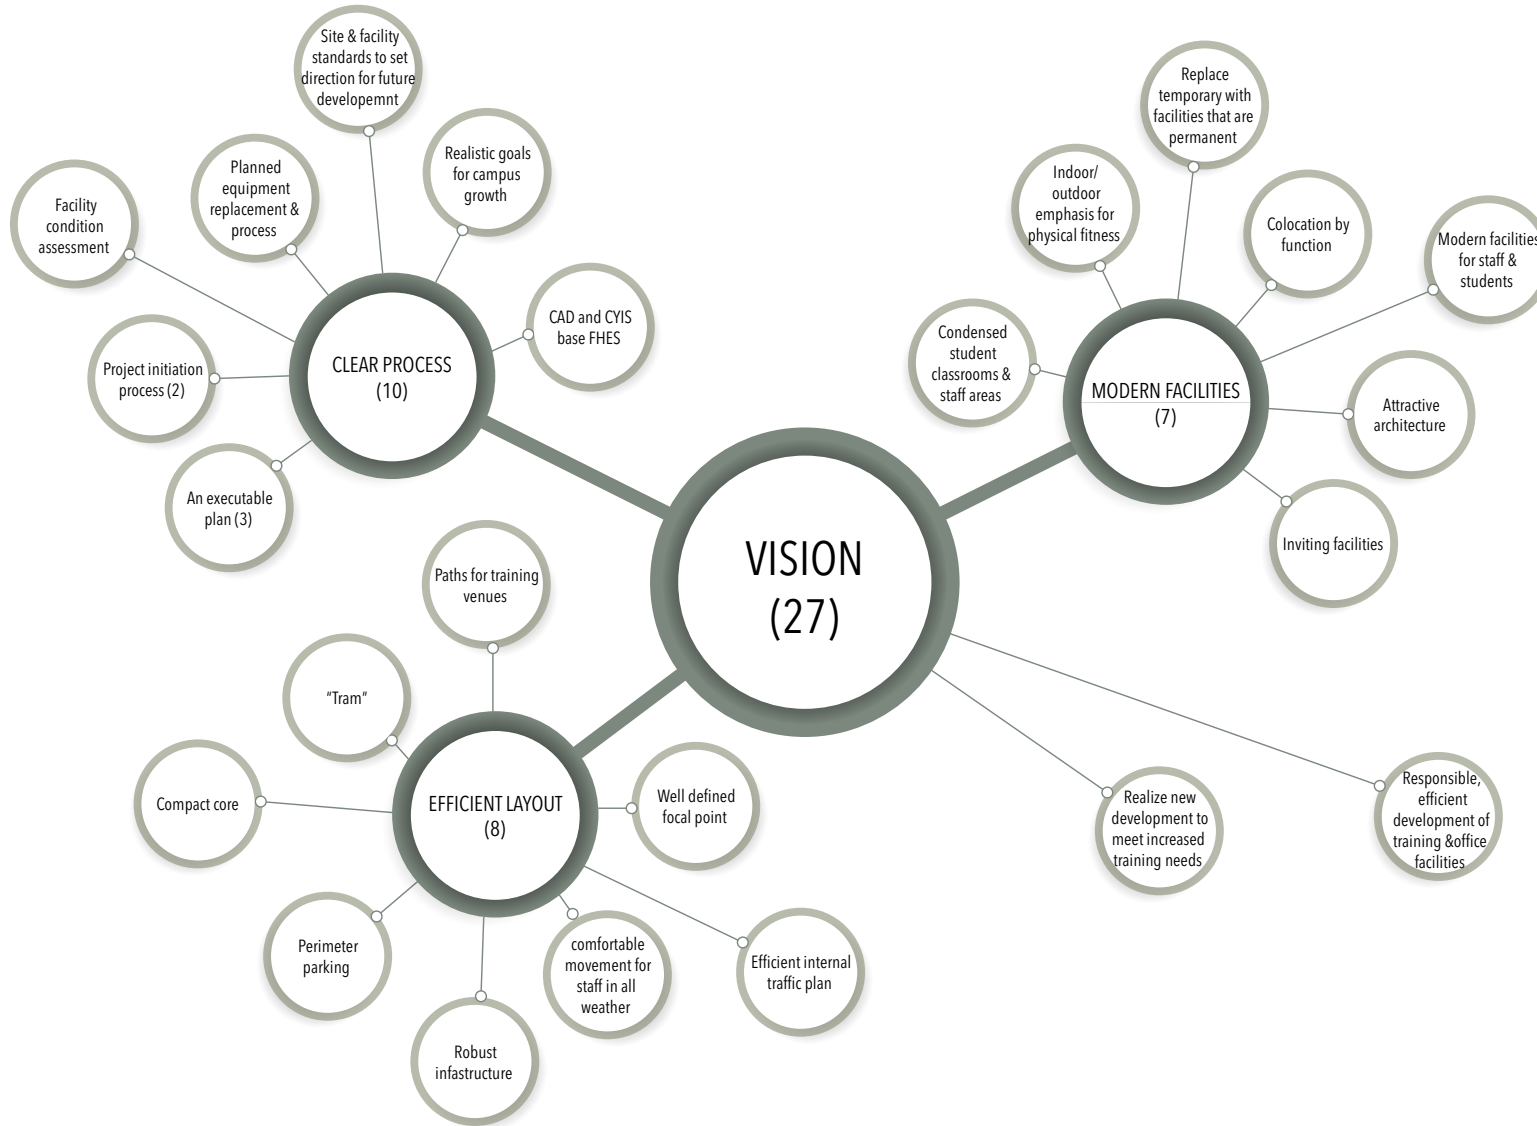 Site & facility
standards to set
direction for future
developemnt
Realistic goals
for campus
growth
Planned
equipment
replacement &
process
Facility
condition
assessment
CAD and CYIS
base FHES
Project initiation
process (2)
An executable
plan (3)
CLEAR PROCESS
(10)
Replace
temporary with
facilities that are
permanent
Indoor/
outdoor
emphasis for
physical fitness
Colocation by
function
Modern facilities
for staff &
students
Condensed
student
classrooms &
staff areas
MODERN FACILITIES
(7)
Attractive
architecture
Inviting facilities
VISION
(27)
Paths for training
venues
"Tram"
Compact core
EFFICIENT LAYOUT
(8)
Well defined
focal point
Perimeter
parking
Robust
infastructure
comfortable
movement for
staff in all
weather
Efficient internal
traffic plan
Realize new
development to
meet increased
training needs
Responsible,
efficient
development of
training &office
facilities